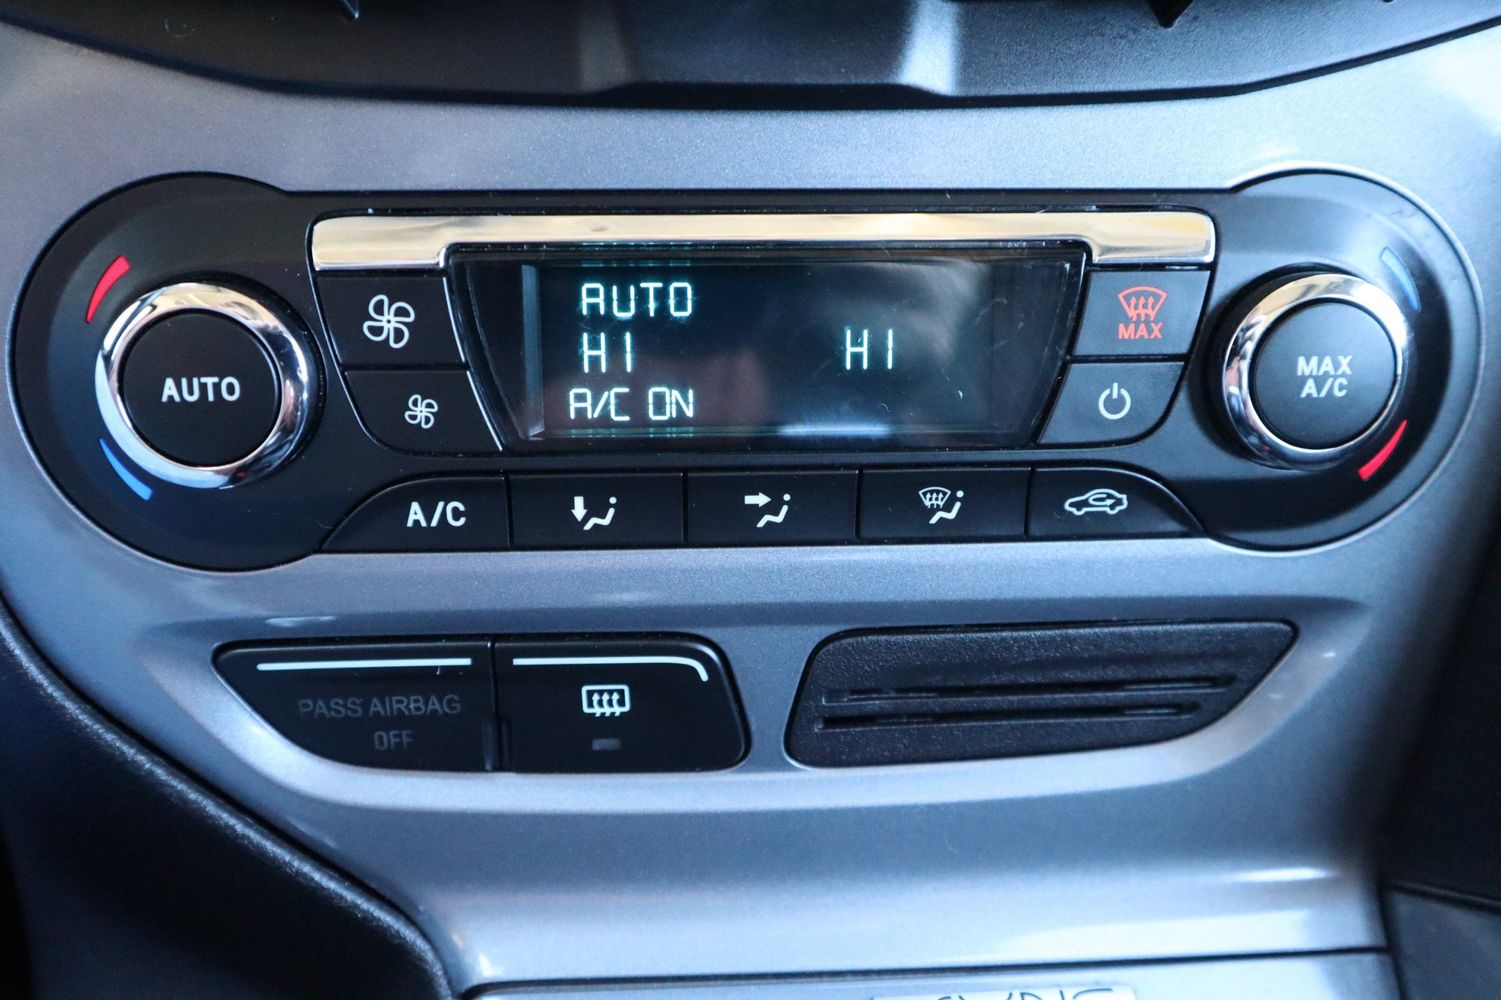 AUTO
HI HI
A/C ON
AUTO
MAX
MAX
A/C
A/C
PASS AIRBAG
OFF